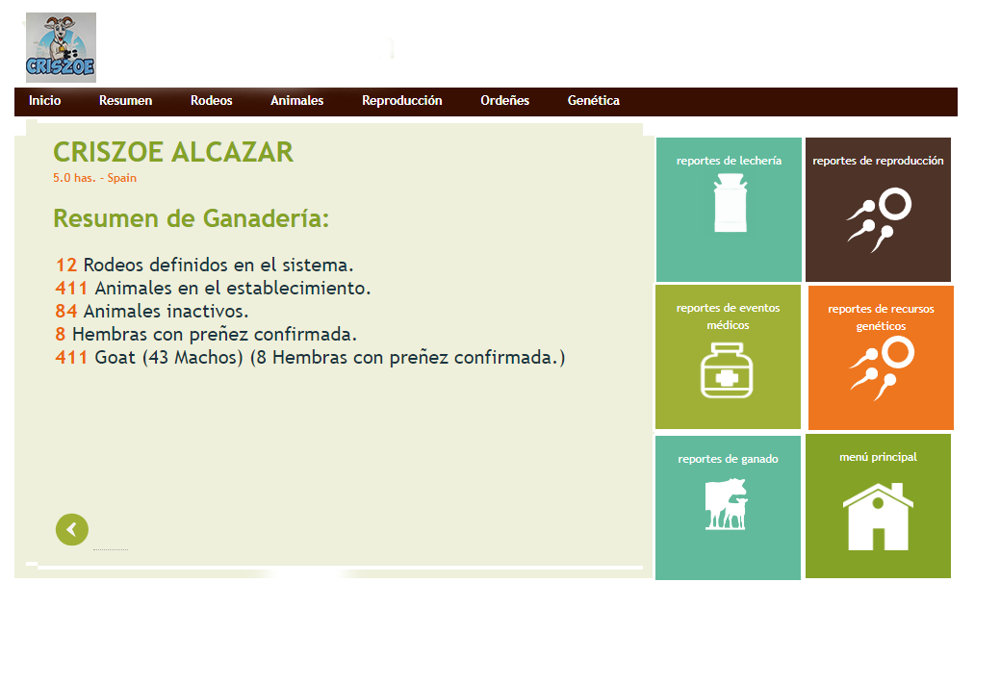 CRISZOE
Inicio Resumen Rodeos Animales Reproducción Ordeñes Genética
CRISZOE ALCAZAR
5.0 has. - Spain
Resumen de Ganadería:
12 Rodeos definidos en el sistema.
411 Animales en el establecimiento.
84 Animales inactivos.
8 Hembras con preñez confirmada.
411 Goat (43 Machos) (8 Hembras con preñez confirmada.)
reportes de lechería
reportes de reproducción
reportes de eventos
médicos
reportes de recursos
genéticos
reportes de ganado
menú principal